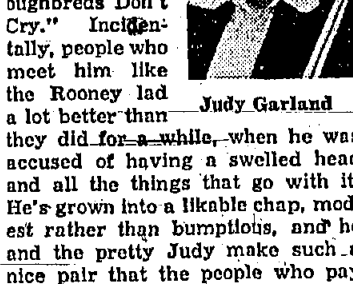 oughbreds Don't
Cry." Inciden-
tally, people who
meet him like
the Rooney lad
a lot better than
Judy Garland
they did for a while, when he was
accused of having a swelled head
and all the things that go with it
He's grown into a likable chap, mod
est rather than bumptious, and he
and the pretty Judy make such a
nice pair that the people who pay